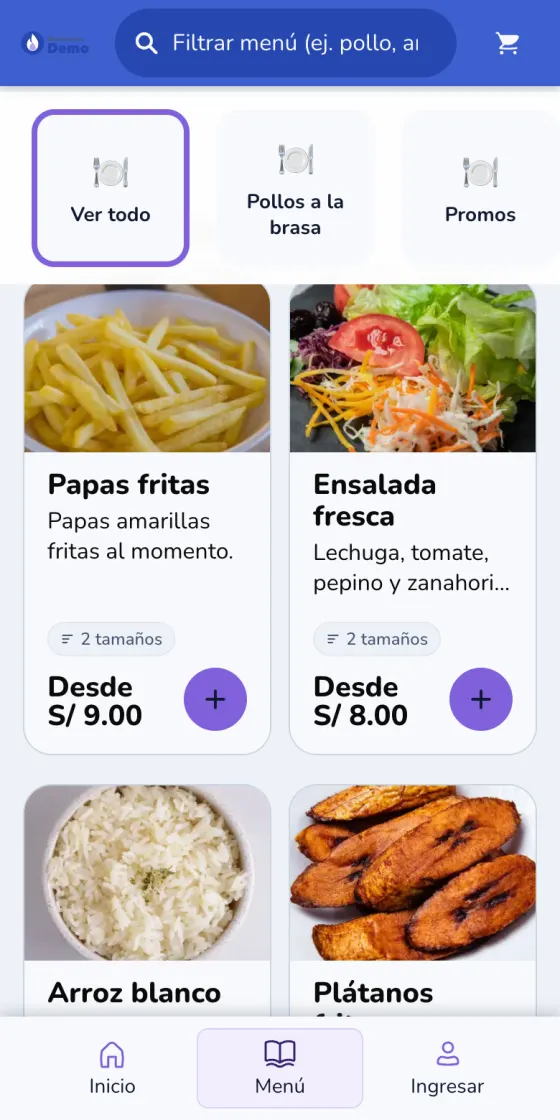 Demo
Filtrar menú (ej. pollo, ar
Ver todo
Pollos a la
brasa
Promos
Papas fritas
Papas amarillas
fritas al momento.
2 tamaños
Desde
S/ 9.00
Ensalada
fresca
Lechuga, tomate,
pepino y zanahori...
2 tamaños
Desde
S/ 8.00
Arroz blanco
Plátanos
Inicio
Menú
Ingresar